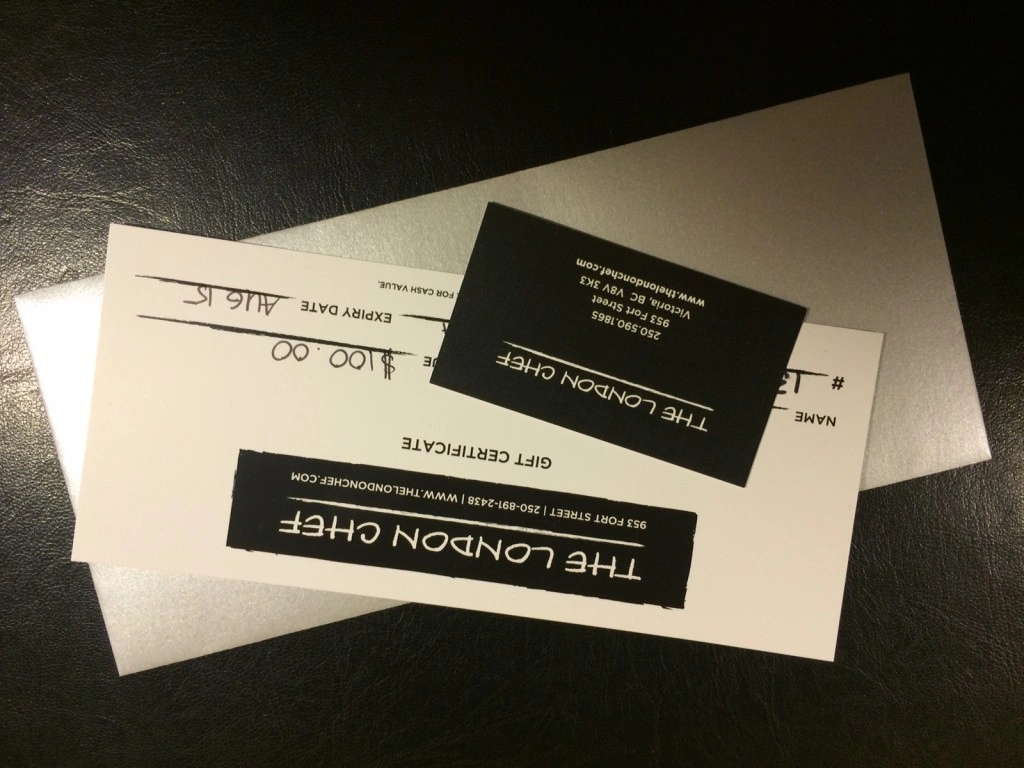 THE LONDON CHEF
953 FORT STREET | 250-891-2438 | WWW.THELONDONCHEF.COM
GIFT CERTIFICATE
NAME
# 13
$100.00
EXPIRY DATE AUG 15
FOR CASH VALUE.
THE LONDON CHEF
250.590.1865
953 Fort Street
Victoria, BC V8V 3K3
www.thelondonchef.com